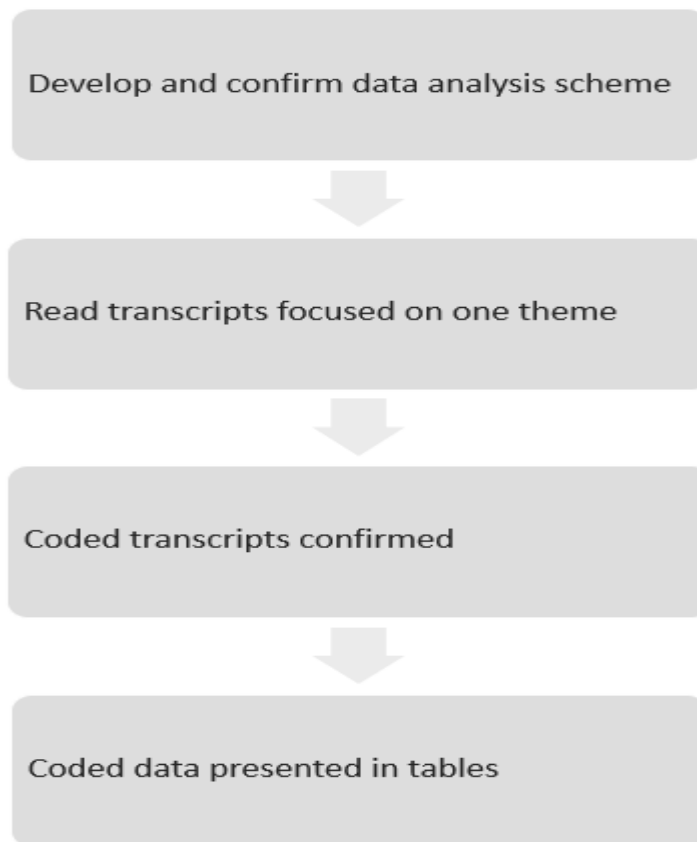 Develop and confirm data analysis scheme
Read transcripts focused on one theme
Coded transcripts confirmed
Coded data presented in tables